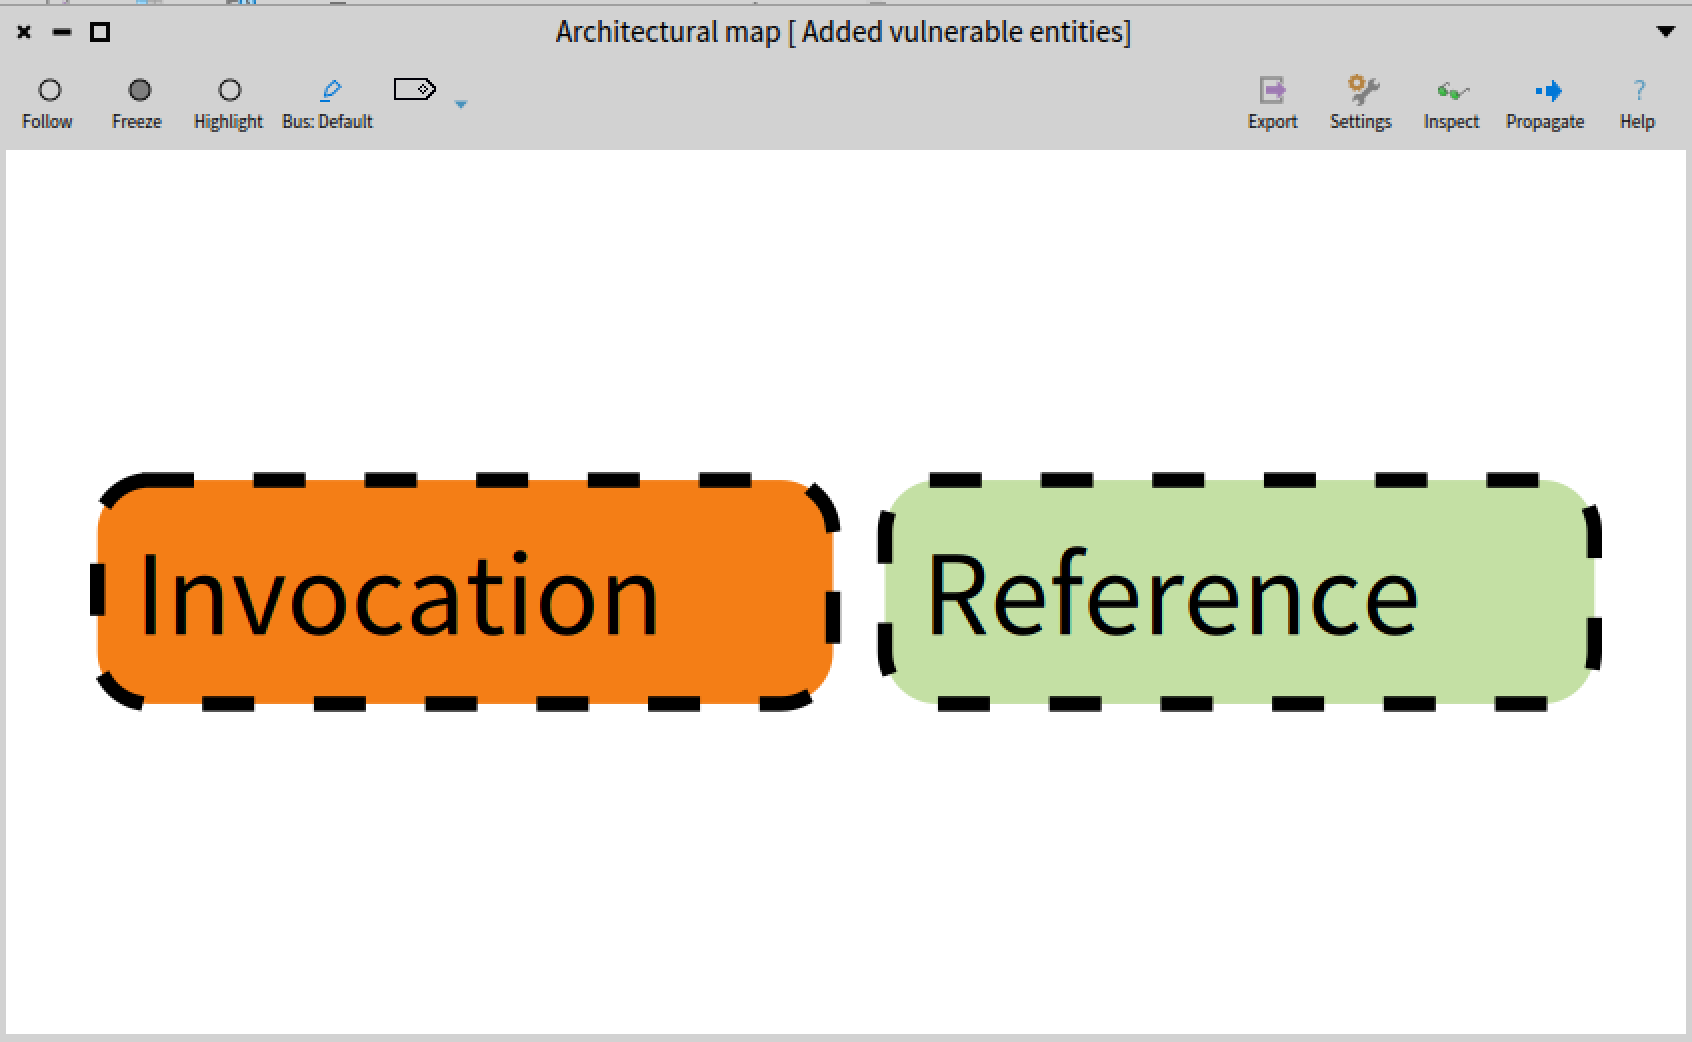 Architectural map [ Added vulnerable entities]
Follow Freeze Highlight Bus: Default Export Settings Inspect Propagate Help
Invocation Reference